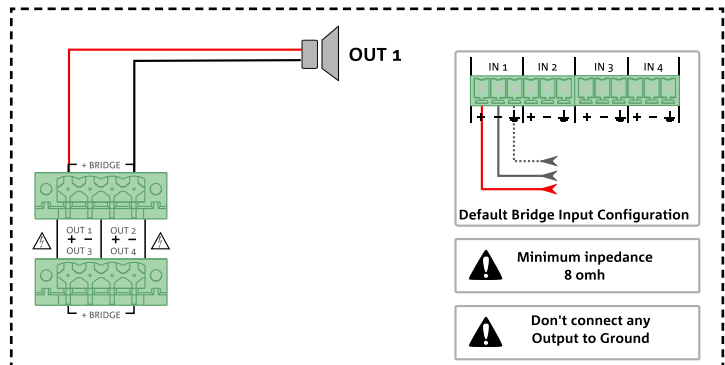 OUT 1
+ BRIDGE
OUT 1 OUT 2
+ - + -
OUT 3 OUT 4
+ BRIDGE
IN 1 IN 2 IN 3 IN 4
+ - + - + - + -
Default Bridge Input Configuration
Minimum inpedance
8 omh
Don't connect any
Output to Ground